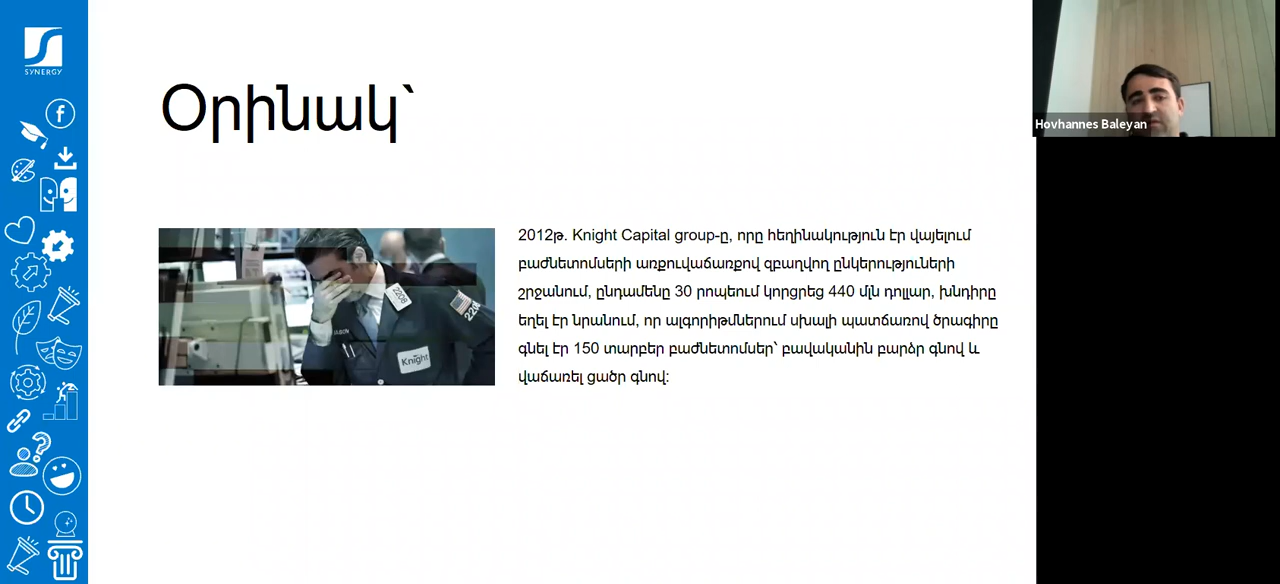 SYNERGY
Օրինակ՝
2012թ. Knight Capital group-ը, որը հեղինակություն էր վայելում
բաժնետոմսերի առքուվաճառքով զբաղվող ընկերություների
շրջանում, ընդամենը 30 րոպեում կորցրեց 440 մլն դոլլար, խնդիրը
եղել էր նրանում, որ ալգորիթմներում սխալի պատճառով ծրագիրը
գնել էր 150 տարբեր բաժնետոմսեր՝ բավականին բարձր գնով և
վաճառել ցածր գնով:
2208
Knight
Hovhannes Baleyan